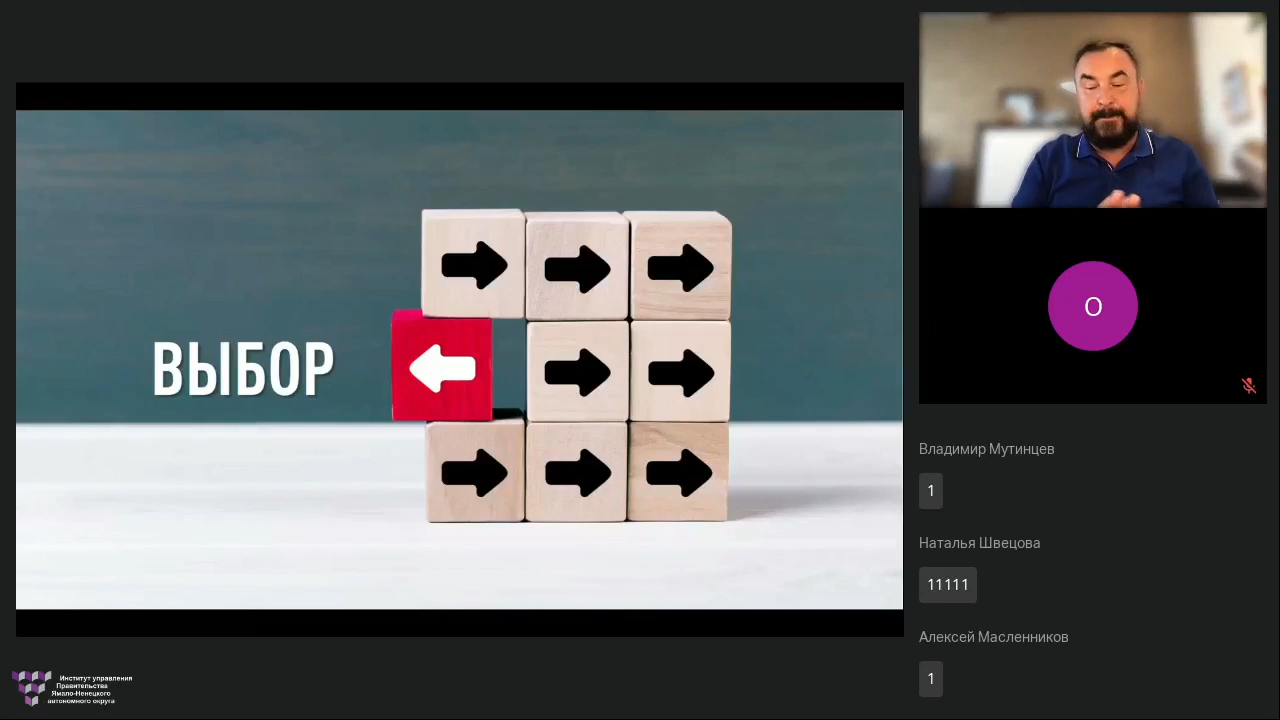 ВЫБОР
О
Владимир Мутинцев
1
Наталья Швецова
11111
Алексей Масленников
1
Институт управления
Правительства
Ямало-Ненецкого
автономного округа